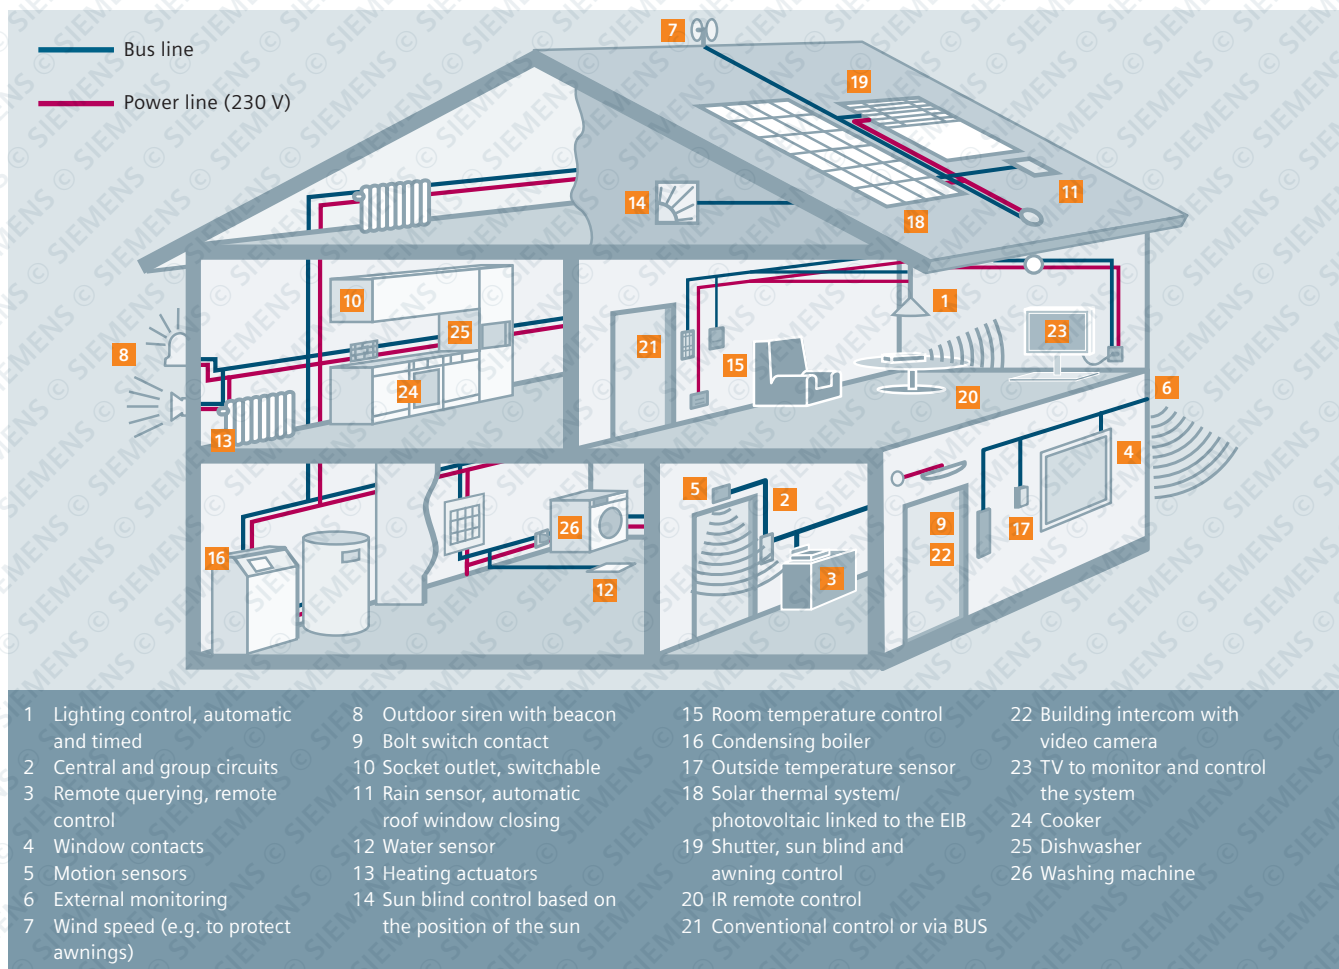 Bus line
Power line (230 V)
7
19
14
18
11
10
1
8
25
21
15
23
24
20
6
13
5
2
4
16
26
9
17
22
12
3
1 Lighting control, automatic
and timed
2 Central and group circuits
3 Remote querying, remote
control
4 Window contacts
5 Motion sensors
6 External monitoring
7 Wind speed (e.g. to protect
awnings)
8 Outdoor siren with beacon
9 Bolt switch contact
10 Socket outlet, switchable
11 Rain sensor, automatic
roof window closing
12 Water sensor
13 Heating actuators
14 Sun blind control based on
the position of the sun
15 Room temperature control
16 Condensing boiler
17 Outside temperature sensor
18 Solar thermal system/
photovoltaic linked to the EIB
19 Shutter, sun blind and
awning control
20 IR remote control
21 Conventional control or via BUS
22 Building intercom with
video camera
23 TV to monitor and control
the system
24 Cooker
25 Dishwasher
26 Washing machine
© SIEMENS